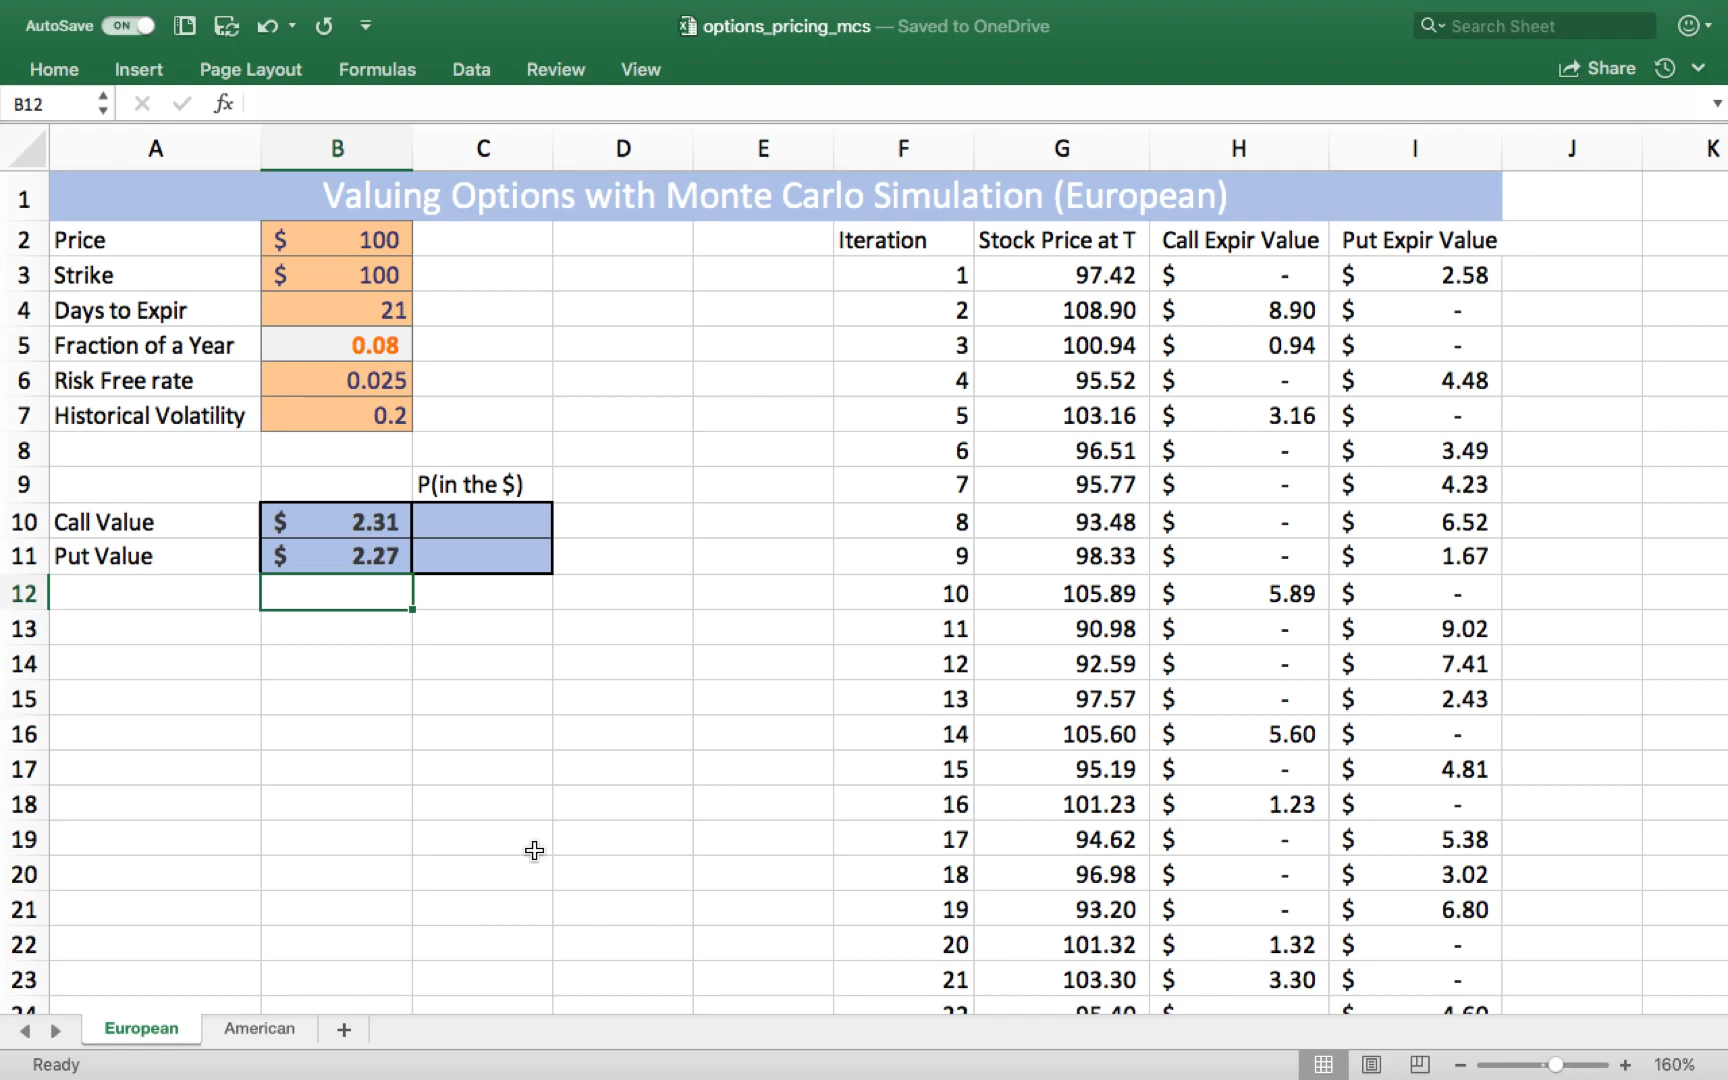 AutoSave ON options_pricing_mcs — Saved to OneDrive Search Sheet
Home Insert Page Layout Formulas Data Review View Share
B12 fx
A B C D E F G H I J K
1 Valuing Options with Monte Carlo Simulation (European)
2 Price $ 100 Iteration Stock Price at T Call Expir Value Put Expir Value
3 Strike $ 100 1 97.42 $ - $ 2.58
4 Days to Expir 21 2 108.90 $ 8.90 $ -
5 Fraction of a Year 0.08 3 100.94 $ 0.94 $ -
6 Risk Free rate 0.025 4 95.52 $ - $ 4.48
7 Historical Volatility 0.2 5 103.16 $ 3.16 $ -
8 6 96.51 $ - $ 3.49
9 P(in the $) 7 95.77 $ - $ 4.23
10 Call Value $ 2.31 8 93.48 $ - $ 6.52
11 Put Value $ 2.27 9 98.33 $ - $ 1.67
12 10 105.89 $ 5.89 $ -
13 11 90.98 $ - $ 9.02
14 12 92.59 $ - $ 7.41
15 13 97.57 $ - $ 2.43
16 14 105.60 $ 5.60 $ -
17 15 95.19 $ - $ 4.81
18 16 101.23 $ 1.23 $ -
19 17 94.62 $ - $ 5.38
20 18 96.98 $ - $ 3.02
21 19 93.20 $ - $ 6.80
22 20 101.32 $ 1.32 $ -
23 21 103.30 $ 3.30 $ -
European American +
Ready 160%